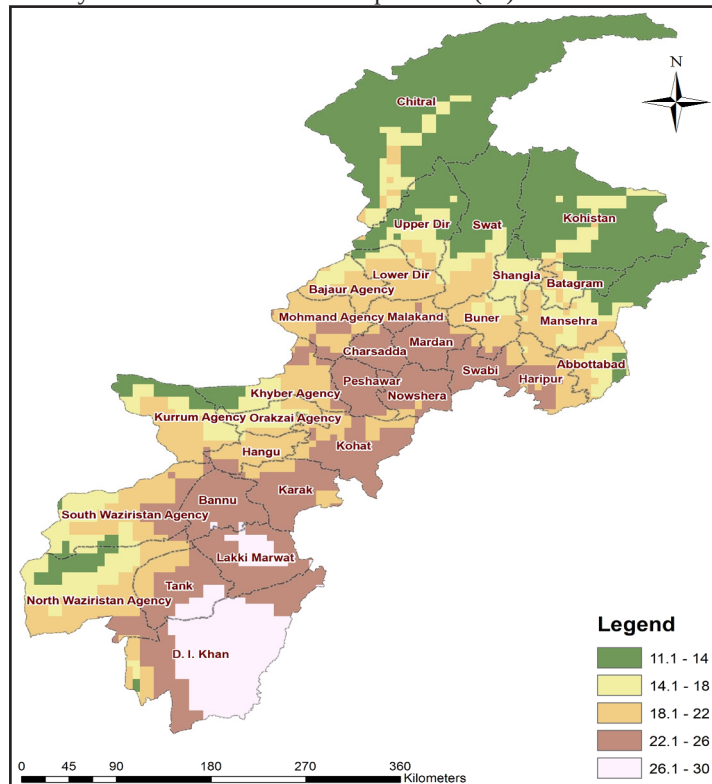 N
Chitral
Upper Dir
Swat
Kohistan
Lower Dir
Shangla
Batagram
Bajaur Agency
Mohmand Agency
Malakand
Buner
Mansehra
Mardan
Charsadda
Abbottabad
Swabi
Haripur
Peshawar
Khyber Agency
Nowshera
Kurrum Agency
Orakzai Agency
Kohat
Hangu
Karak
Bannu
South Waziristan Agency
Lakki Marwat
Tank
North Waziristan Agency
D. I. Khan
Legend
11.1 - 14
14.1 - 18
18.1 - 22
22.1 - 26
26.1 - 30
0 45 90 180 270 360
Kilometers